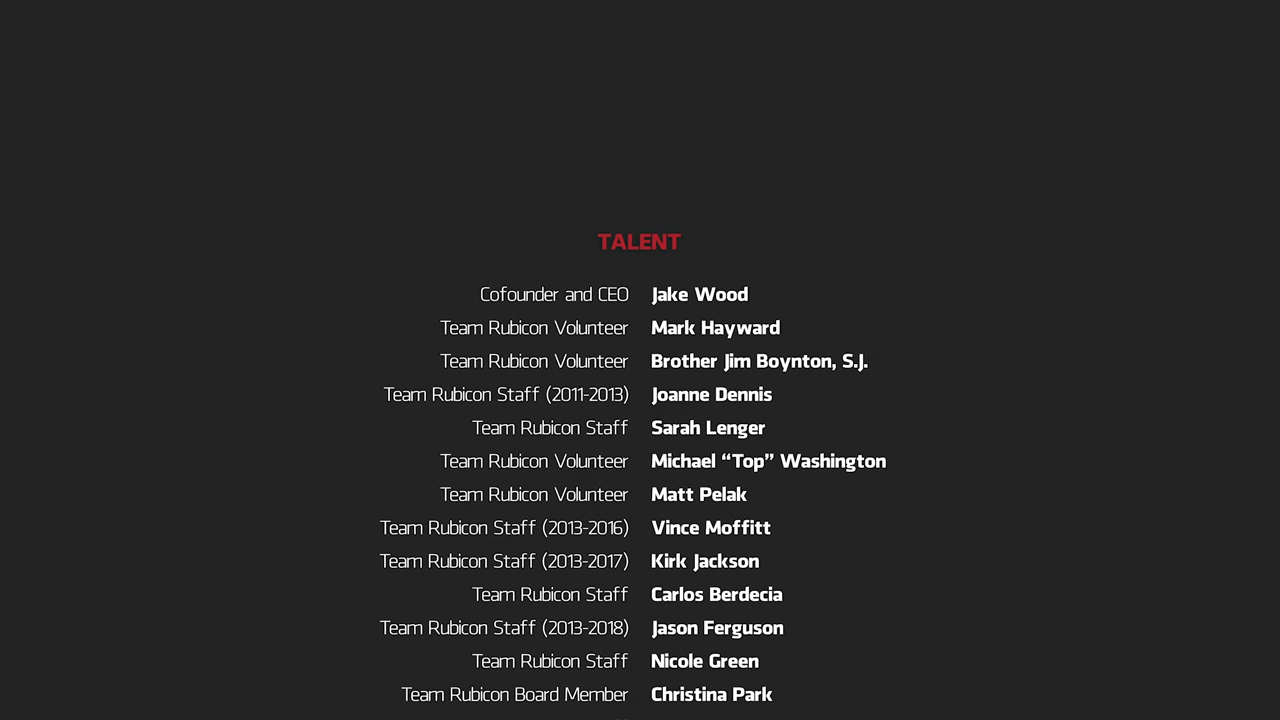 TALENT
Cofounder and CEO Jake Wood
Team Rubicon Volunteer Mark Hayward
Team Rubicon Volunteer Brother Jim Boynton, S.J.
Team Rubicon Staff (2011-2013) Joanne Dennis
Team Rubicon Staff Sarah Lenger
Team Rubicon Volunteer Michael “Top” Washington
Team Rubicon Volunteer Matt Pelak
Team Rubicon Staff (2013-2016) Vince Moffitt
Team Rubicon Staff (2013-2017) Kirk Jackson
Team Rubicon Staff Carlos Berdecia
Team Rubicon Staff (2013-2018) Jason Ferguson
Team Rubicon Staff Nicole Green
Team Rubicon Board Member Christina Park